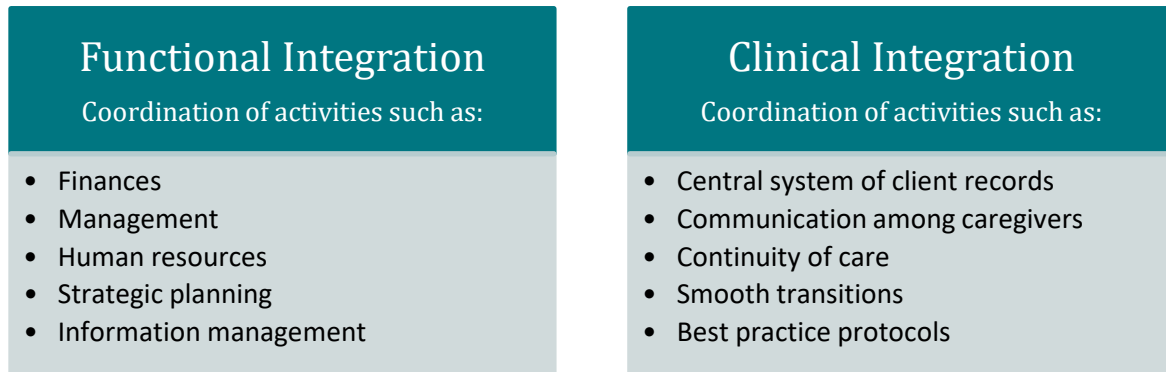 Functional Integration
Coordination of activities such as:
• Finances
• Management
• Human resources
• Strategic planning
• Information management
Clinical Integration
Coordination of activities such as:
• Central system of client records
• Communication among caregivers
• Continuity of care
• Smooth transitions
• Best practice protocols